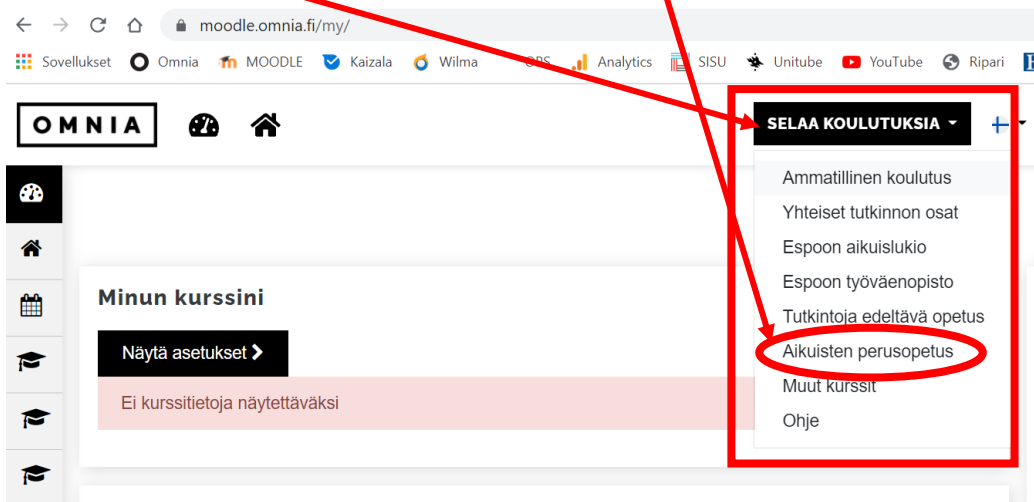 moodle.omnia.fi/my/
Sovellukset Omnia MOODLE Kaizala Wilma OPS Analytics SISU Unitube YouTube Ripari
OMNIA
SELAA KOULUTUKSIA
Ammatillinen koulutus
Yhteiset tutkinnon osat
Espoon aikuislukio
Espoon työväenopisto
Tutkintoja edeltävä opetus
Aikuisten perusopetus
Muut kurssit
Ohje
Minun kurssini
Näytä asetukset
Ei kurssitietoja näytettäväksi